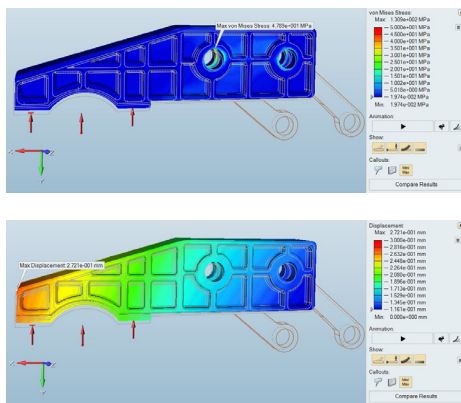 von Mises Stress:
Max: 1.309e+002 MPa
Max von Mises Stress: 4.789e+001 MPa
5.000e+001 MPa
4.500e+001 MPa
4.000e+001 MPa
3.501e+001 MPa
3.001e+001 MPa
2.501e+001 MPa
2.001e+001 MPa
1.501e+001 MPa
1.002e+001 MPa
5.018e+000 MPa
1.974e-002 MPa
Min: 1.974e-002 MPa
Animation:
Show:
Callouts:
Min/
Max
Compare Results
Displacement:
Max: 2.721e-001 mm
3.000e-001 mm
2.816e-001 mm
2.632e-001 mm
Max Displacement: 2.721e-001 mm
2.448e-001 mm
2.264e-001 mm
2.080e-001 mm
1.896e-001 mm
1.713e-001 mm
1.529e-001 mm
1.345e-001 mm
1.161e-001 mm
Min: 0.000e+000 mm
Animation:
Show:
Callouts:
Min/
Max
Compare Results